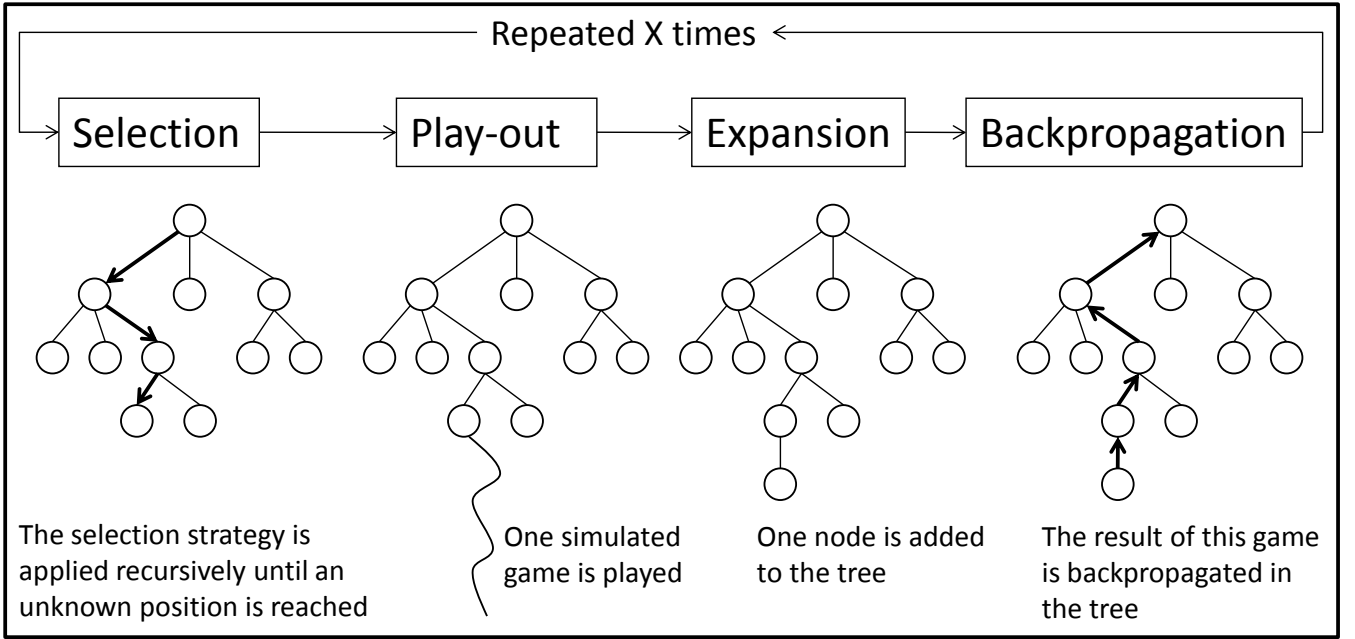 Repeated X times
Selection
Play-out
Expansion
Backpropagation
The selection strategy is
applied recursively until an
unknown position is reached
One simulated
game is played
One node is added
to the tree
The result of this game
is backpropagated in
the tree